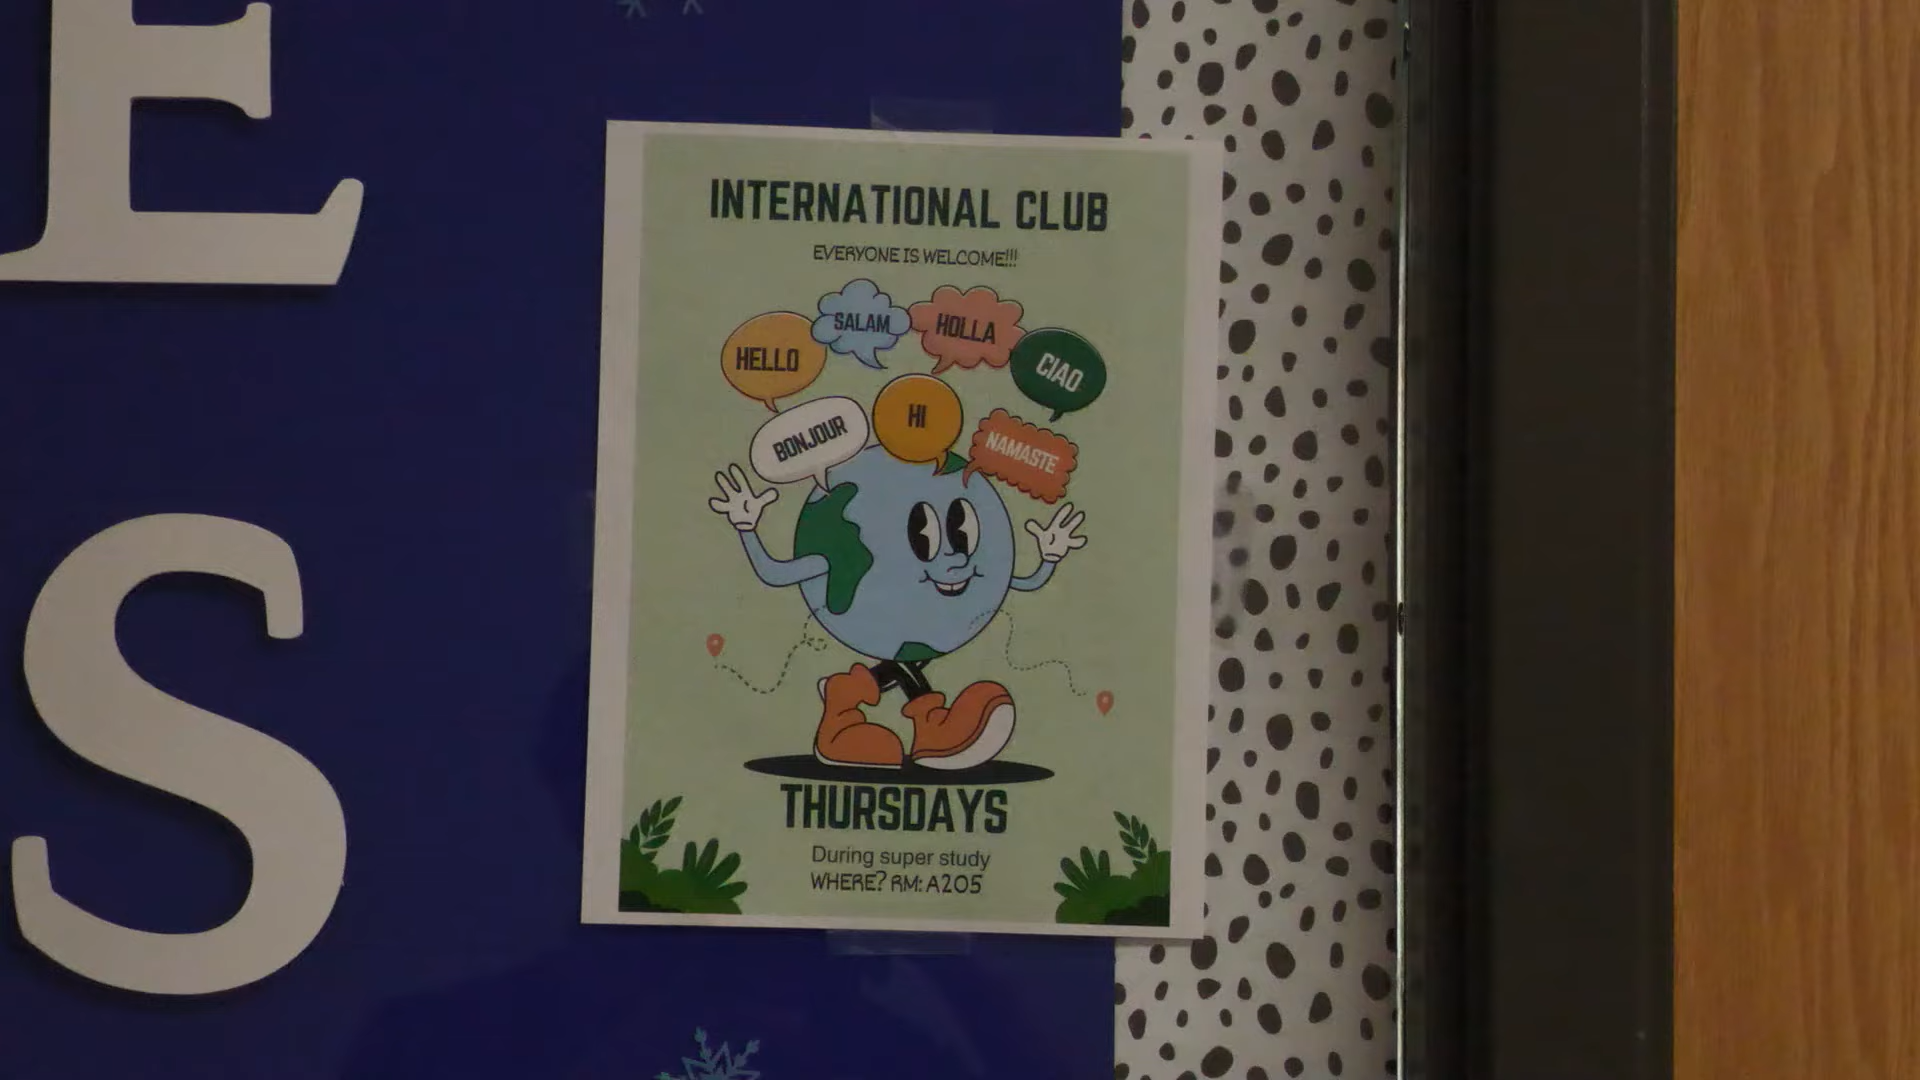 E
S
INTERNATIONAL CLUB
EVERYONE IS WELCOME!!!
SALAM
HOLLA
HELLO
CIAO
BONJOUR
HI
NAMASTE
THURSDAYS
During super study
WHERE? RM: A205